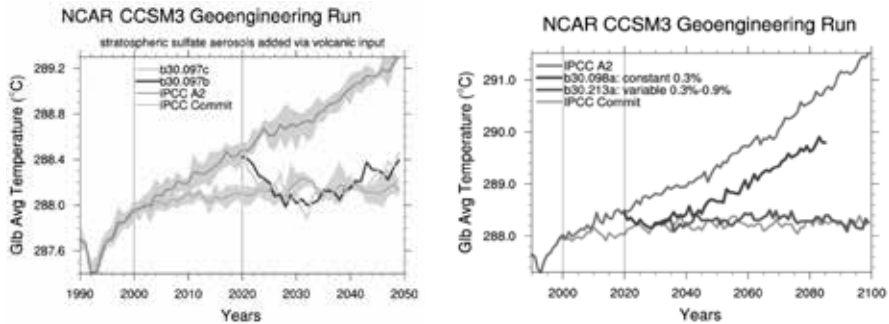 NCAR CCSM3 Geoengineering Run
stratospheric sulfate aerosols added via volcanic input
b30.097c
b30.097b
IPCC A2
IPCC Commit
Glb Avg Temperature (°C)
289.2
288.8
288.4
288.0
287.6
1990 2000 2010 2020 2030 2040 2050
Years
NCAR CCSM3 Geoengineering Run
IPCC A2
b30.098a: constant 0.3%
b30.213a: variable 0.3%-0.9%
IPCC Commit
Glb Avg Temperature (°C)
291.0
290.0
289.0
288.0
2000 2020 2040 2060 2080 2100
Years